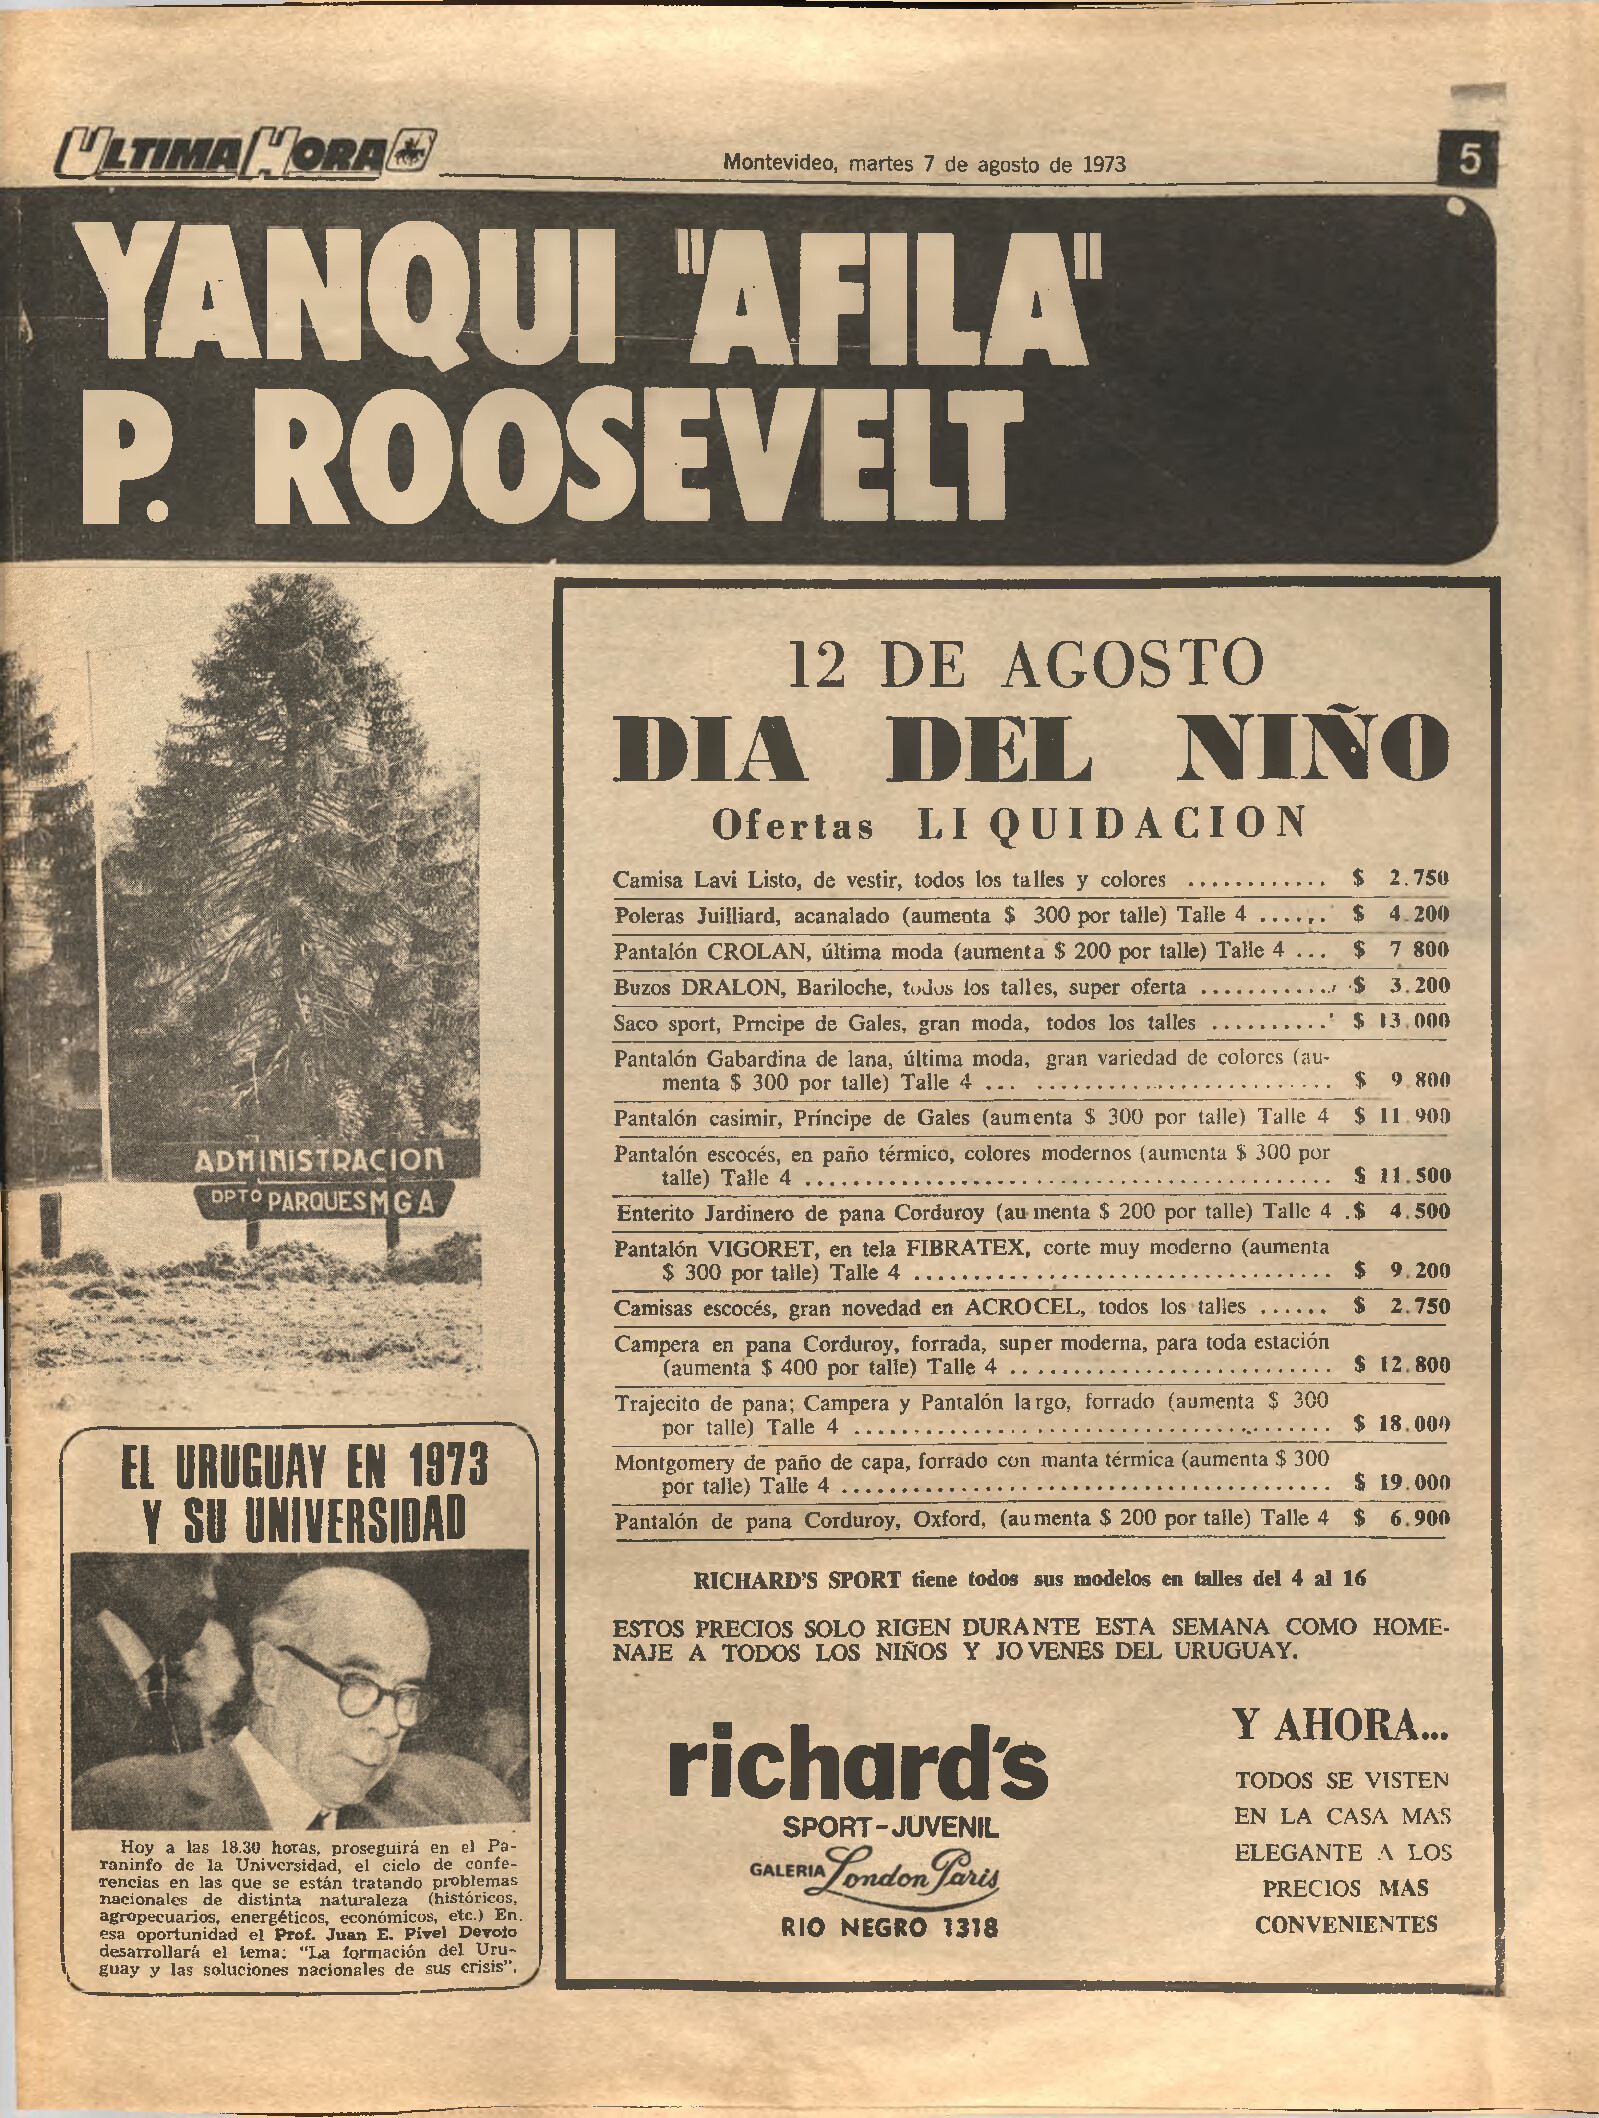 ULTIMA HORA
Montevideo, martes 7 de agosto de 1973
5
YANQUI "AFILA"
P. ROOSEVELT
ADMINISTRACION
DPTO PARQUES M G A
EL URUGUAY EN 1973
Y SU UNIVERSIDAD
Hoy a las 18.30 horas, proseguirá en el Pa-
raninfo de la Universidad, el ciclo de confe-
rencias en las que se están tratando problemas
nacionales de distinta naturaleza (históricos,
agropecuarios, energéticos, económicos, etc.) En
esa oportunidad el Prof. Juan E. Pivel Devoto
desarrollará el tema: "La formación del Uru-
guay y las soluciones nacionales de sus crisis".
12 DE AGOSTO
DIA DEL NIÑO
Ofertas LIQUIDACION
Camisa Lavi Listo, de vestir, todos los talles y colores ............ $ 2.750
Poleras Juilliard, acanalado (aumenta $ 300 por talle) Talle 4 ...... $ 4.200
Pantalón CROLAN, última moda (aumenta $ 200 por talle) Talle 4 ... $ 7 800
Buzos DRALON, Bariloche, todos los talles, super oferta ........... $ 3.200
Saco sport, Prncipe de Gales, gran moda, todos los talles .......... $ 13.000
Pantalón Gabardina de lana, última moda, gran variedad de colores (au-
menta $ 300 por talle) Talle 4 ... ......................... $ 9 800
Pantalón casimir, Príncipe de Gales (aumenta $ 300 por talle) Talle 4 $ 11.900
Pantalón escocés, en paño térmico, colores modernos (aumenta $ 300 por
talle) Talle 4 ............................................ $ 11.500
Enterito Jardinero de pana Corduroy (aumenta $ 200 por talle) Talle 4 .$ 4.500
Pantalón VIGORET, en tela FIBRATEX, corte muy moderno (aumenta
$ 300 por talle) Talle 4 ................................... $ 9.200
Camisas escocés, gran novedad en ACROCEL, todos los talles ...... $ 2.750
Campera en pana Corduroy, forrada, super moderna, para toda estación
(aumenta $ 400 por talle) Talle 4 ........................... $ 12.800
Trajecito de pana; Campera y Pantalón largo, forrado (aumenta $ 300
por talle) Talle 4 ........................................ $ 18.000
Montgomery de paño de capa, forrado con manta térmica (aumenta $ 300
por talle) Talle 4 ......................................... $ 19.000
Pantalón de pana Corduroy, Oxford, (aumenta $ 200 por talle) Talle 4 $ 6.900
RICHARD'S SPORT tiene todos sus modelos en talles del 4 al 16
ESTOS PRECIOS SOLO RIGEN DURANTE ESTA SEMANA COMO HOME-
NAJE A TODOS LOS NIÑOS Y JOVENES DEL URUGUAY.
richard's
SPORT-JUVENIL
GALERIA London Paris
RIO NEGRO 1318
Y AHORA...
TODOS SE VISTEN
EN LA CASA MAS
ELEGANTE A LOS
PRECIOS MAS
CONVENIENTES